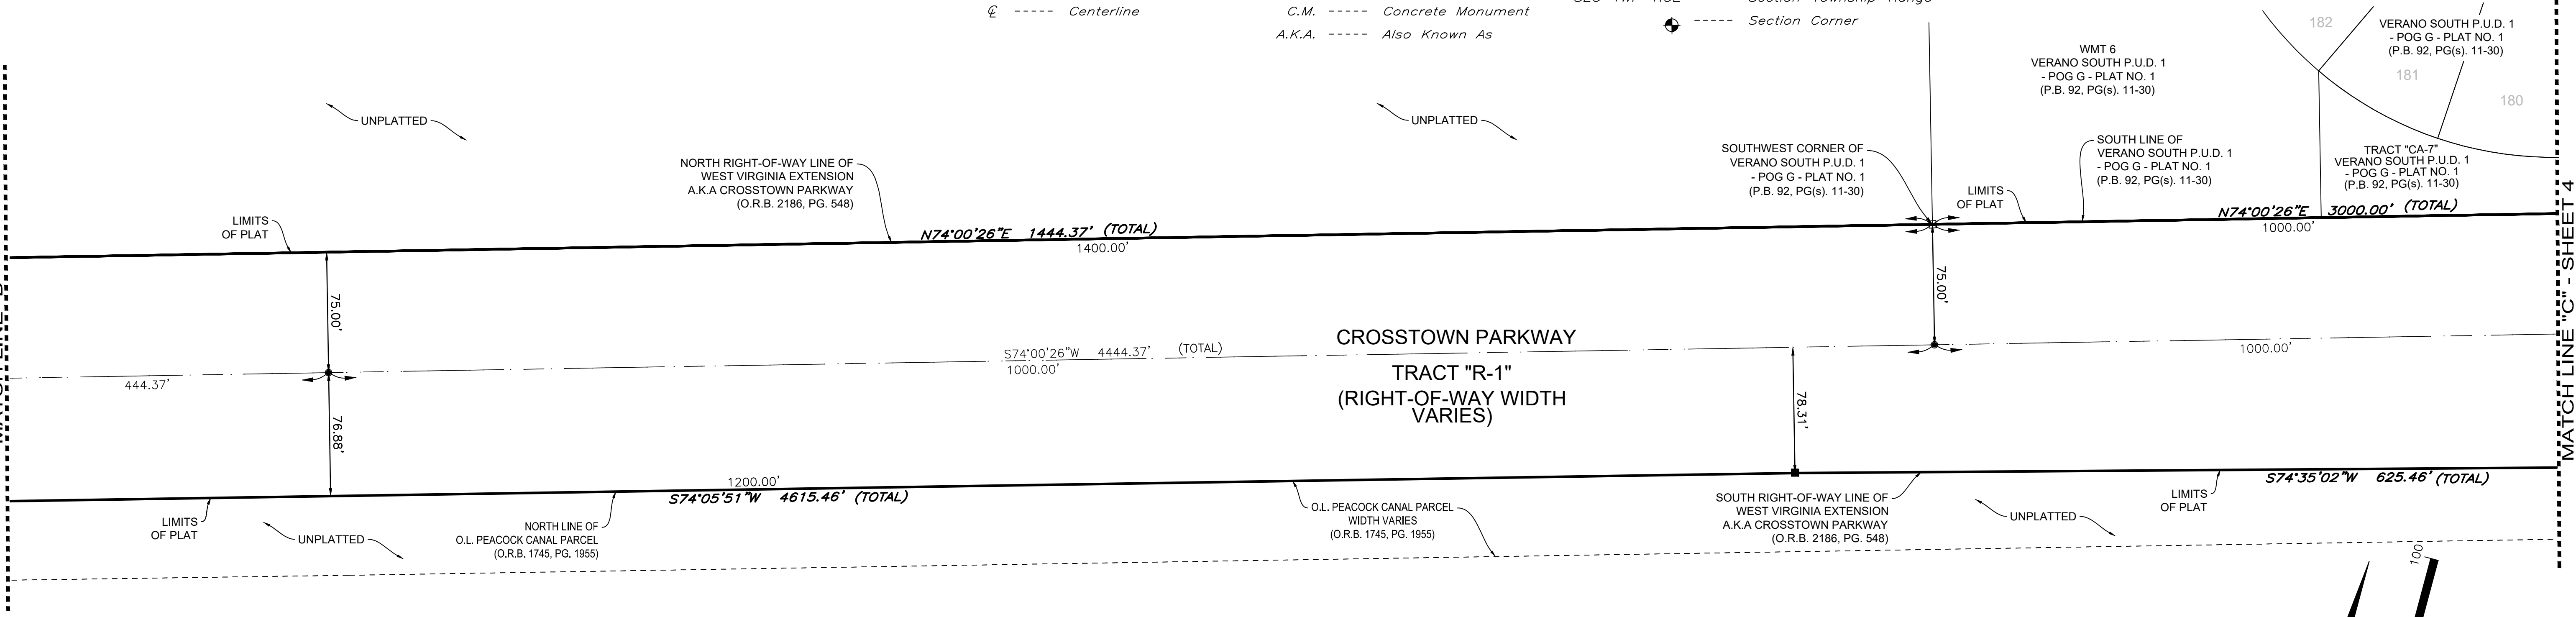 ℄ ----- Centerline
C.M. ----- Concrete Monument
A.K.A. ----- Also Known As
----- Section Corner
UNPLATTED
UNPLATTED
182
181
180
VERANO SOUTH P.U.D. 1
- POG G - PLAT NO. 1
(P.B. 92, PG(s). 11-30)
WMT 6
VERANO SOUTH P.U.D. 1
- POG G - PLAT NO. 1
(P.B. 92, PG(s). 11-30)
NORTH RIGHT-OF-WAY LINE OF
WEST VIRGINIA EXTENSION
A.K.A CROSSTOWN PARKWAY
(O.R.B. 2186, PG. 548)
SOUTHWEST CORNER OF
VERANO SOUTH P.U.D. 1
- POG G - PLAT NO. 1
(P.B. 92, PG(s). 11-30)
SOUTH LINE OF
VERANO SOUTH P.U.D. 1
- POG G - PLAT NO. 1
(P.B. 92, PG(s). 11-30)
TRACT "CA-7"
VERANO SOUTH P.U.D. 1
- POG G - PLAT NO. 1
(P.B. 92, PG(s). 11-30)
LIMITS
OF PLAT
LIMITS
OF PLAT
N74°00'26"E 1444.37' (TOTAL)
1400.00'
N74°00'26"E 3000.00' (TOTAL)
1000.00'
75.00'
75.00'
CROSSTOWN PARKWAY
S74°00'26"W 4444.37' (TOTAL)
1000.00'
444.37'
1000.00'
TRACT "R-1"
(RIGHT-OF-WAY WIDTH
VARIES)
76.88'
78.31'
1200.00'
S74°05'51"W 4615.46' (TOTAL)
S74°35'02"W 625.46' (TOTAL)
LIMITS
OF PLAT
UNPLATTED
NORTH LINE OF
O.L. PEACOCK CANAL PARCEL
(O.R.B. 1745, PG. 1955)
O.L. PEACOCK CANAL PARCEL
WIDTH VARIES
(O.R.B. 1745, PG. 1955)
SOUTH RIGHT-OF-WAY LINE OF
WEST VIRGINIA EXTENSION
A.K.A CROSSTOWN PARKWAY
(O.R.B. 2186, PG. 548)
UNPLATTED
LIMITS
OF PLAT
MATCH LINE "C" - SHEET 4
100